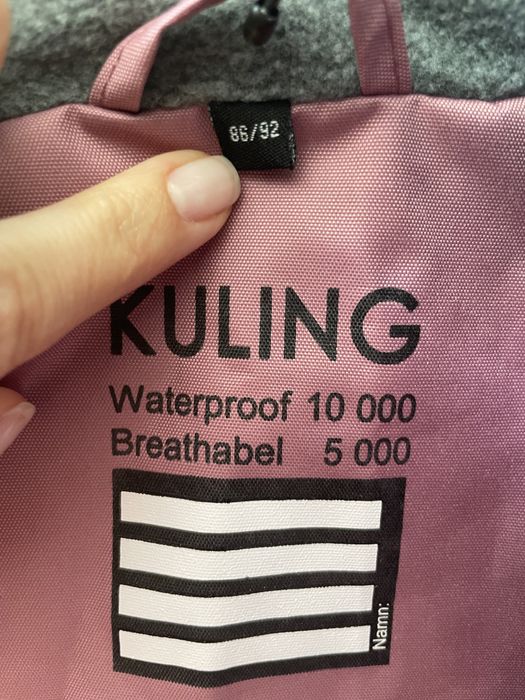 86/92
KULING
Waterproof 10 000
Breathabel 5 000
Namn: